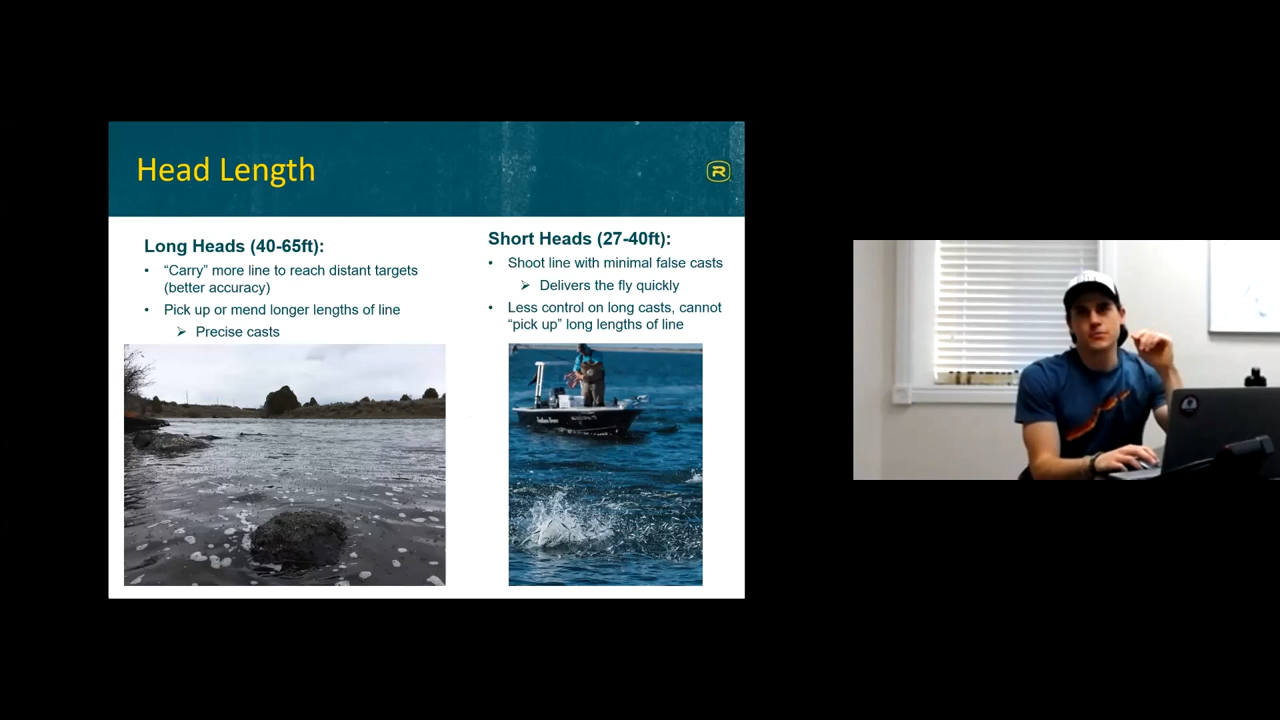 Head Length
R
Long Heads (40-65ft):
• “Carry” more line to reach distant targets
(better accuracy)
• Pick up or mend longer lengths of line
➢ Precise casts
Short Heads (27-40ft):
• Shoot line with minimal false casts
➢ Delivers the fly quickly
• Less control on long casts, cannot
“pick up” long lengths of line